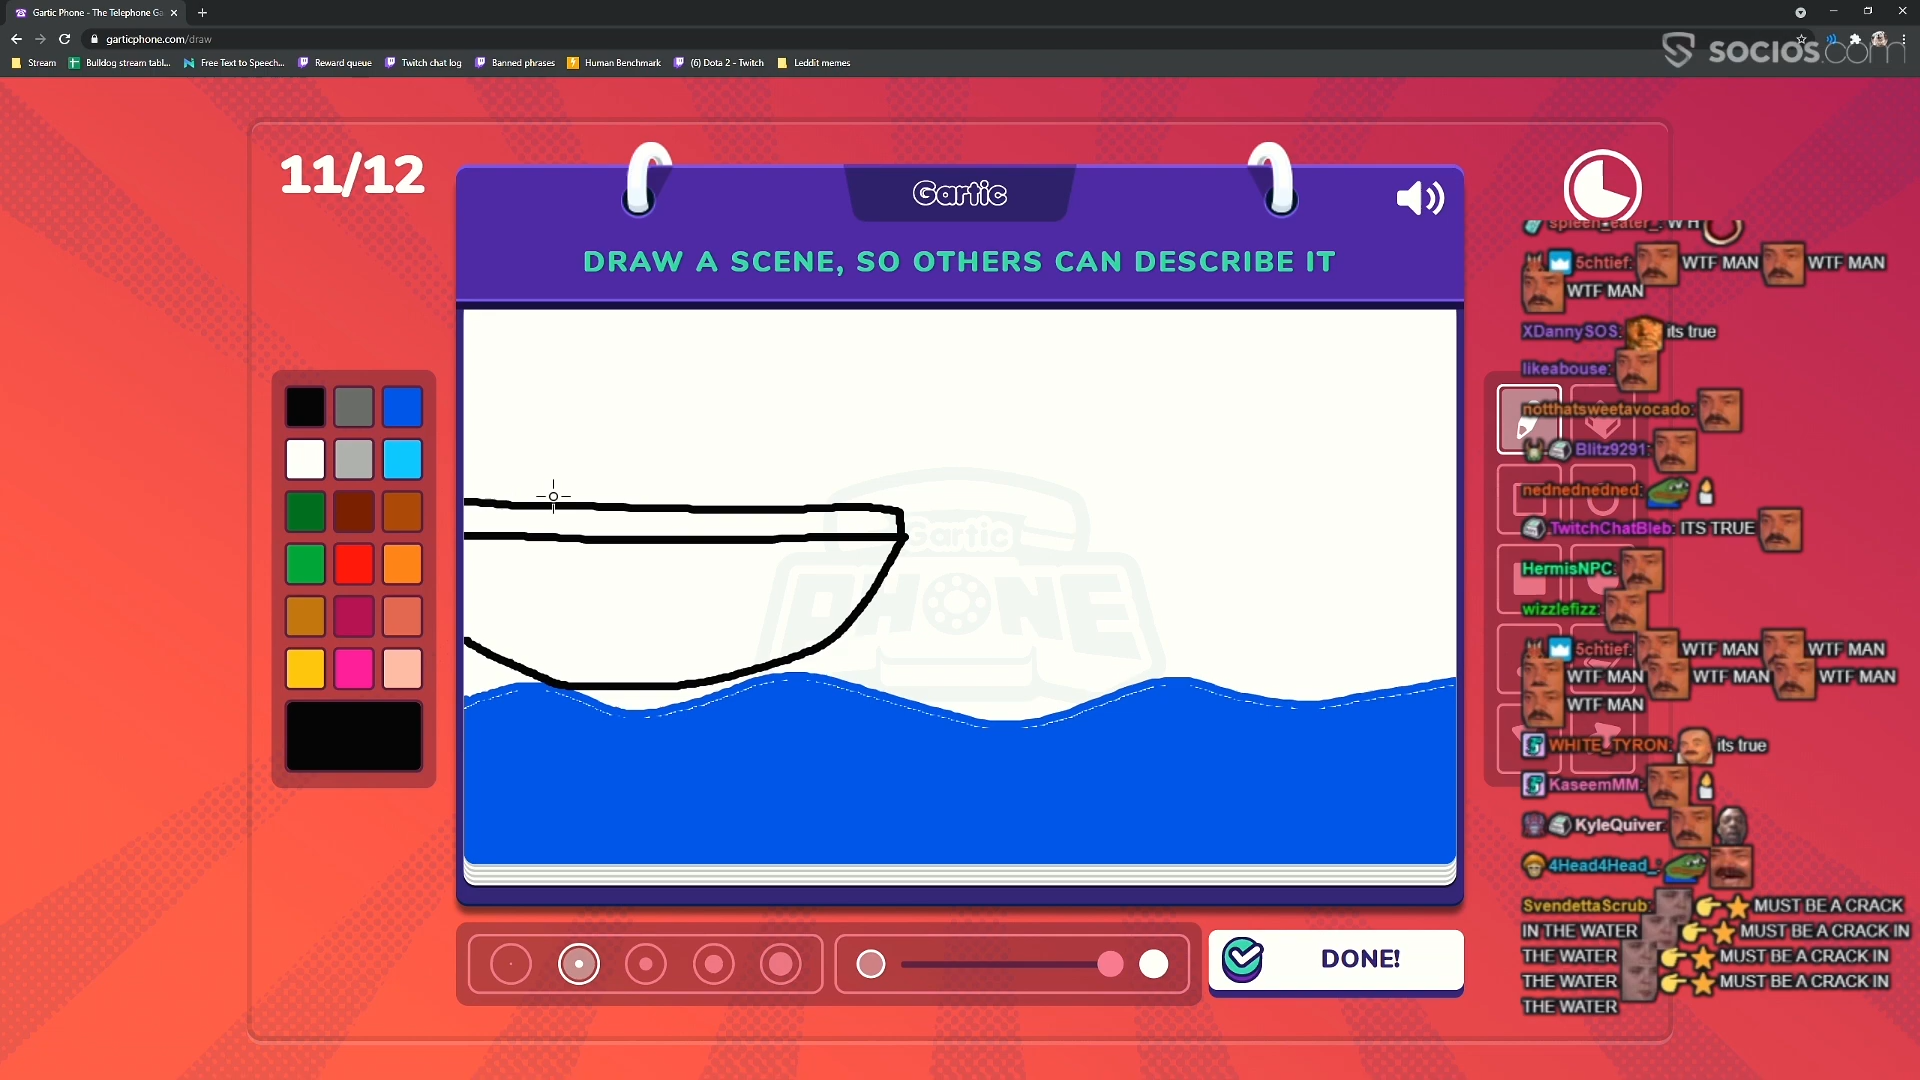 Gartic Phone - The Telephone Ga
garticphone.com/draw
Stream
Bulldog stream tabl...
Free Text to Speech...
Reward queue
Twitch chat log
Banned phrases
Human Benchmark
(6) Dota 2 - Twitch
Leddit memes
SOCIOS.com
11/12
Gartic
DRAW A SCENE, SO OTHERS CAN DESCRIBE IT
Gartic
PHONE
DONE!
spleen_eater_: W H
5chtief: WTF MAN WTF MAN
WTF MAN
XDannySOS: its true
likeabouse:
notthatsweetavocado:
Blitz9291:
nednednedned:
TwitchChatBleb: ITS TRUE
HermisNPC:
wizzlefizz:
5chtief: WTF MAN WTF MAN
WTF MAN WTF MAN WTF MAN
WTF MAN
WHITE_TYRON: its true
KaseemMM:
KyleQuiver:
4Head4Head_:
SvendettaScrub: MUST BE A CRACK
IN THE WATER MUST BE A CRACK IN
THE WATER MUST BE A CRACK IN
THE WATER MUST BE A CRACK IN
THE WATER